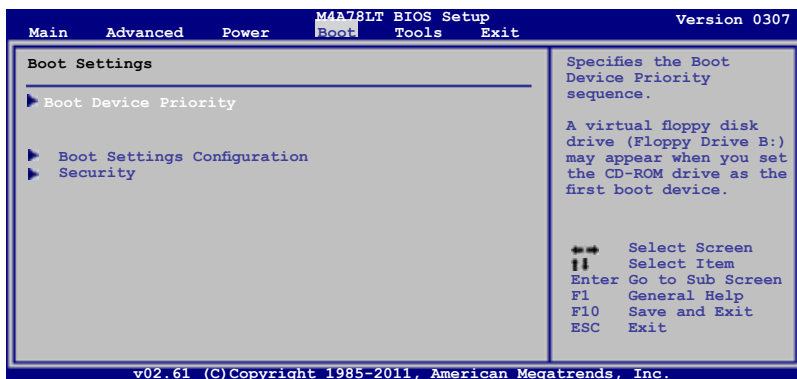 M4A78LT BIOS Setup Version 0307
Main Advanced Power Boot Tools Exit
Boot Settings
Boot Device Priority
Boot Settings Configuration
Security
Specifies the Boot
Device Priority
sequence.
A virtual floppy disk
drive (Floppy Drive B:)
may appear when you set
the CD-ROM drive as the
first boot device.
←→ Select Screen
↑↓ Select Item
Enter Go to Sub Screen
F1 General Help
F10 Save and Exit
ESC Exit
v02.61 (C)Copyright 1985-2011, American Megatrends, Inc.